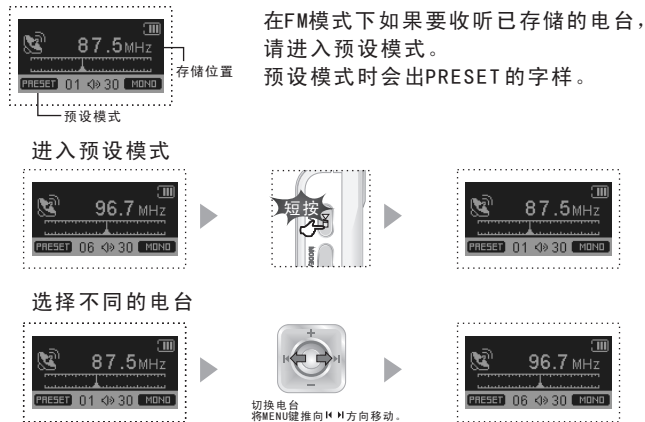 在FM模式下如果要收听已存储的电台，
请进入预设模式。
预设模式时会出PRESET的字样。
87.5MHz
PRESET 01 30 MONO
存储位置
预设模式
进入预设模式
96.7 MHz
PRESET 06 30 MONO
短按
MODE
87.5MHz
PRESET 01 30 MONO
选择不同的电台
87.5MHz
PRESET 01 30 MONO
+
−
切换电台
将MENU键推向⏮ ⏭方向移动.
96.7 MHz
PRESET 06 30 MONO